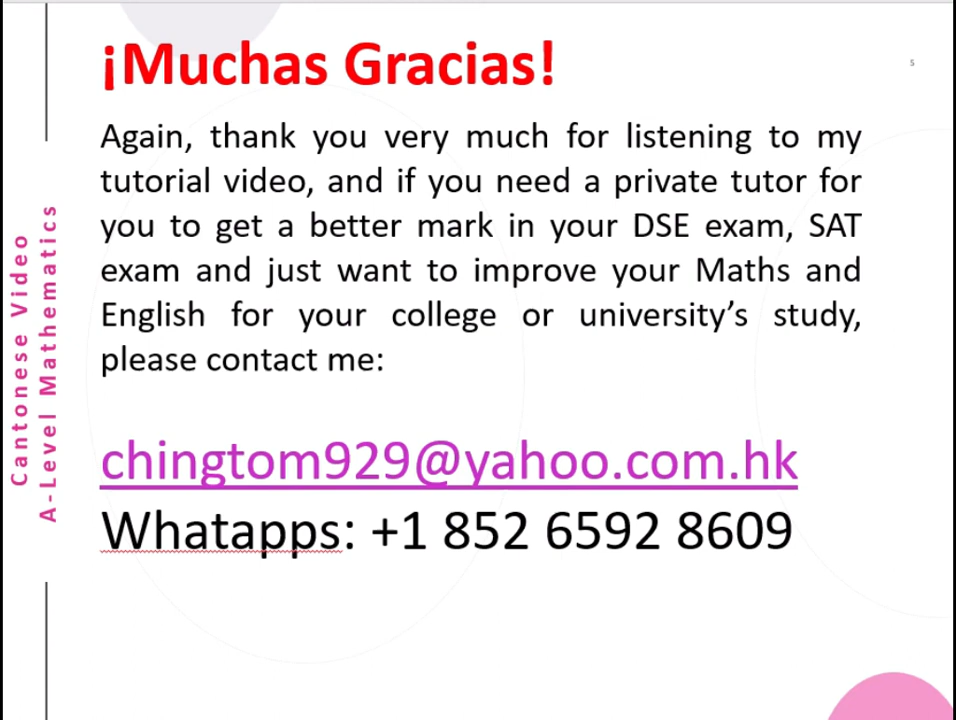 ¡Muchas Gracias!
5
Again, thank you very much for listening to my
tutorial video, and if you need a private tutor for
you to get a better mark in your DSE exam, SAT
exam and just want to improve your Maths and
English for your college or university’s study,
please contact me:
chingtom929@yahoo.com.hk
Whatapps: +1 852 6592 8609
Cantonese Video
A-Level Mathematics